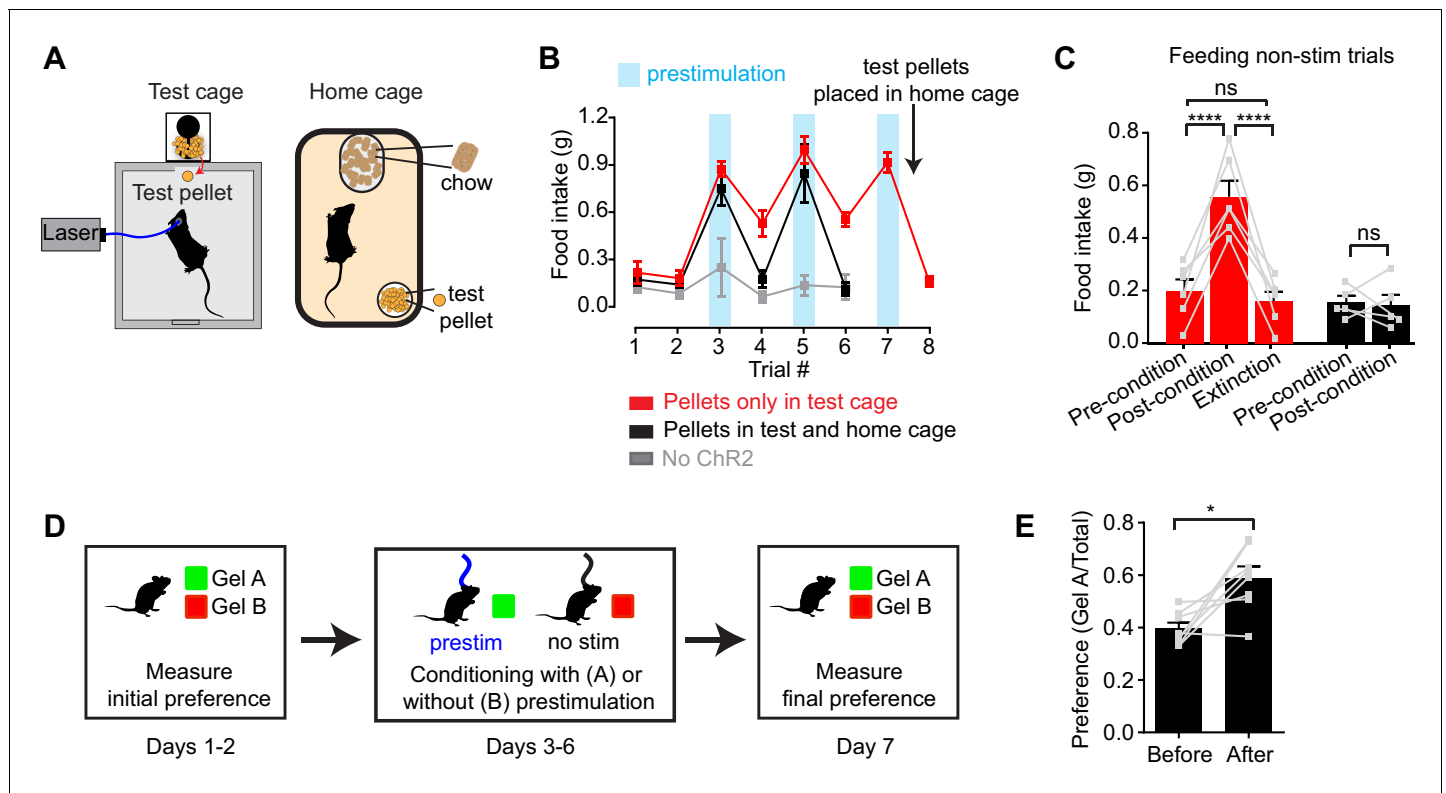 A
Test cage
Home cage
Test pellet
Laser
chow
test
pellet
B
prestimulation
test pellets
placed in home cage
Food intake (g)
1.2
0.9
0.6
0.3
0.0
1 2 3 4 5 6 7 8
Trial #
Pellets only in test cage
Pellets in test and home cage
No ChR2
C
Feeding non-stim trials
ns
**** ****
ns
Food intake (g)
0.8
0.6
0.4
0.2
0.0
Pre-condition
Post-condition
Extinction
Pre-condition
Post-condition
D
Gel A
Gel B
Measure
initial preference
Days 1-2
prestim
no stim
Conditioning with (A) or
without (B) prestimulation
Days 3-6
Gel A
Gel B
Measure
final preference
Day 7
E
*
Preference (Gel A/Total)
0.8
0.6
0.4
0.2
0.0
Before After